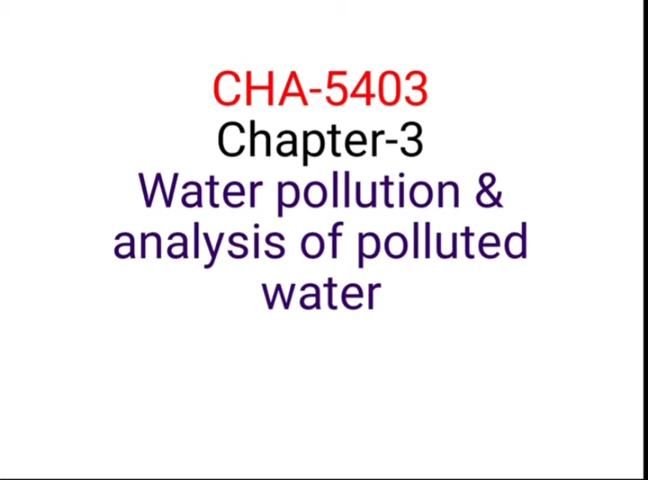 CHA-5403
Chapter-3
Water pollution &
analysis of polluted
water